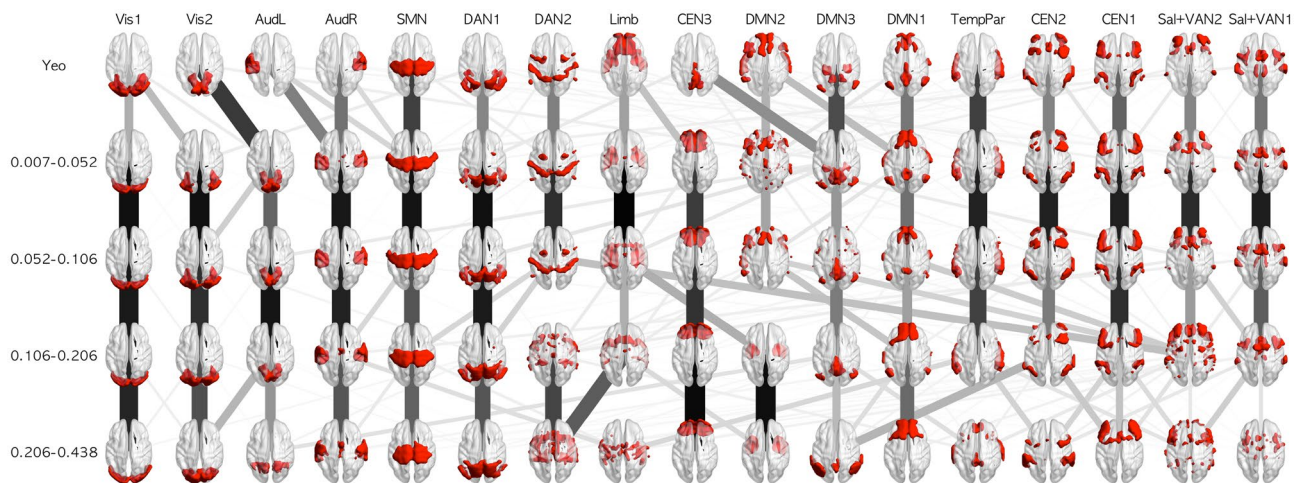 Vis1 Vis2 AudL AudR SMN DAN1 DAN2 Limb CEN3 DMN2 DMN3 DMN1 TempPar CEN2 CEN1 Sal+VAN2 Sal+VAN1
Yeo
0.007-0.052
0.052-0.106
0.106-0.206
0.206-0.438